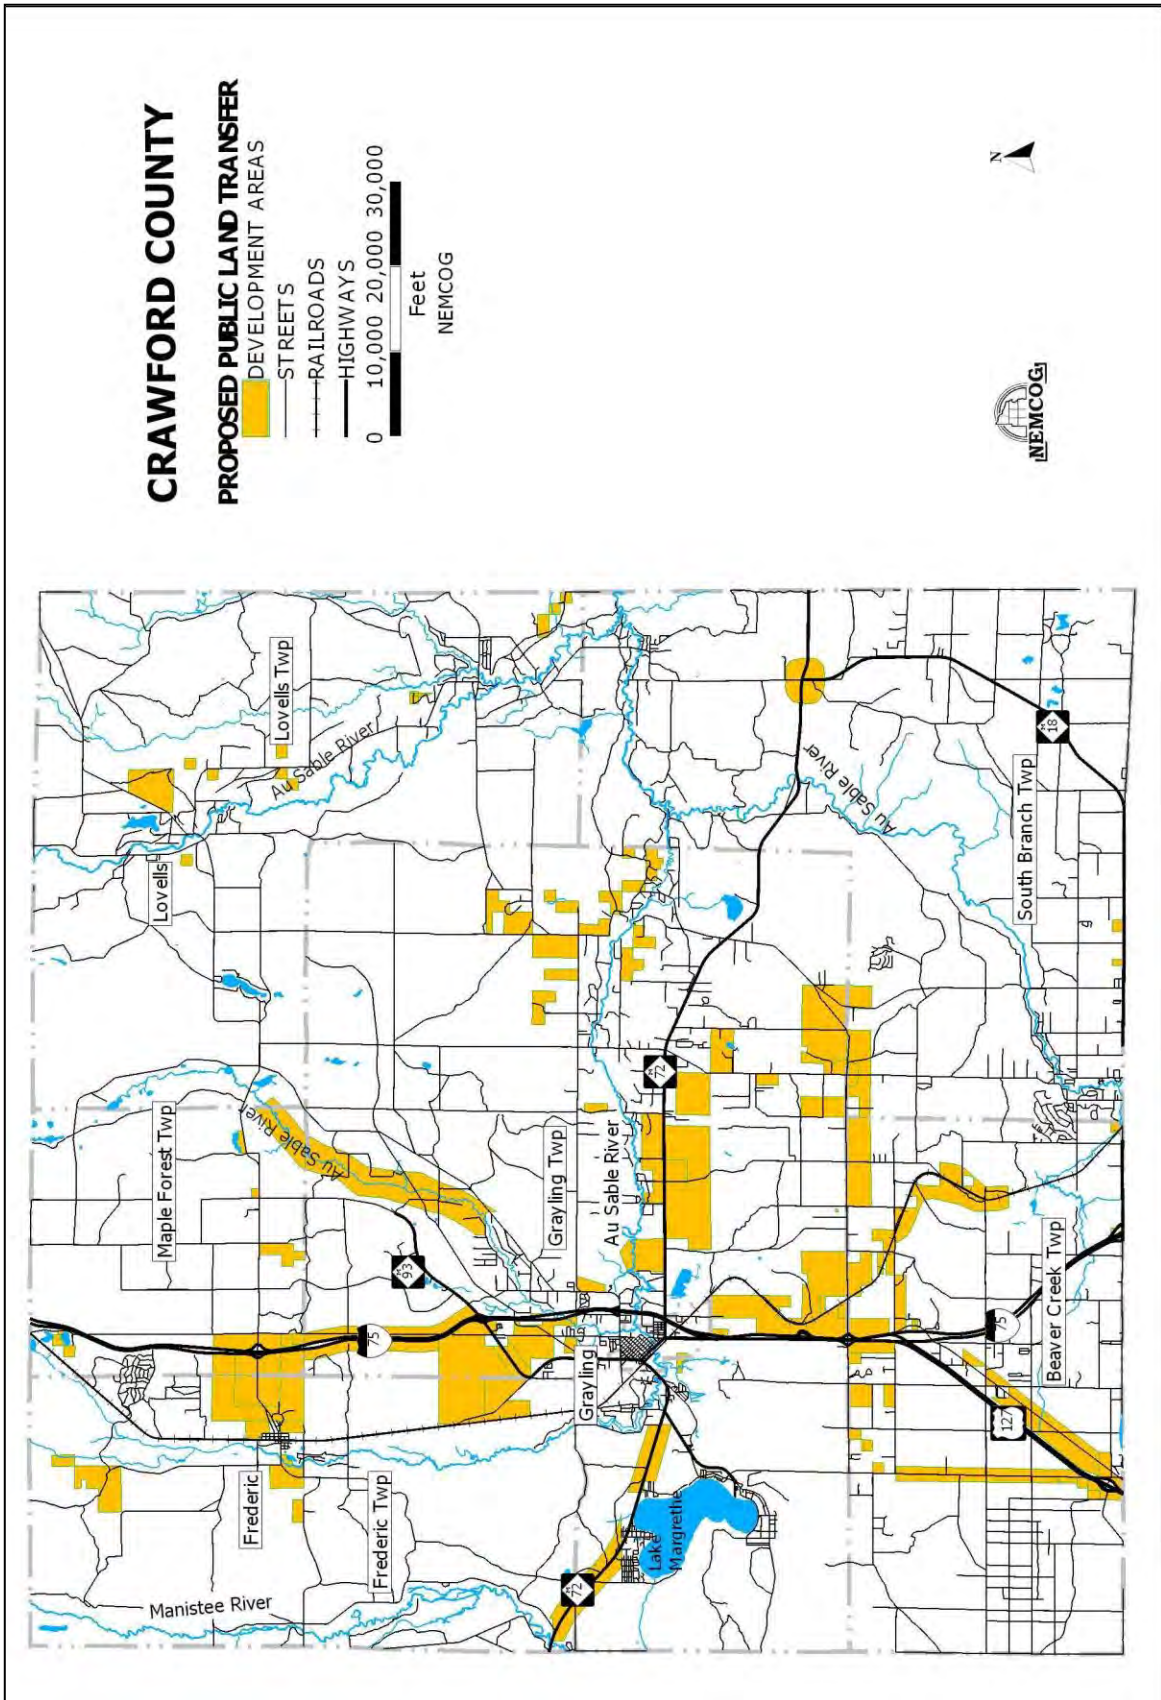 CRAWFORD COUNTY
PROPOSED PUBLIC LAND TRANSFER
DEVELOPMENT AREAS
STREETS
RAILROADS
HIGHWAYS
0 10,000 20,000 30,000
Feet
NEMCOG
N
NEMCOG
Lovells Twp
Au Sable River
Lovells
Maple Forest Twp
Au Sable River
M
93
75
Frederic
Frederic Twp
Manistee River
Grayling Twp
Au Sable River
Grayling
M
72
M
72
Lake
Margrethe
Au Sable River
South Branch Twp
M
18
Beaver Creek Twp
75
127